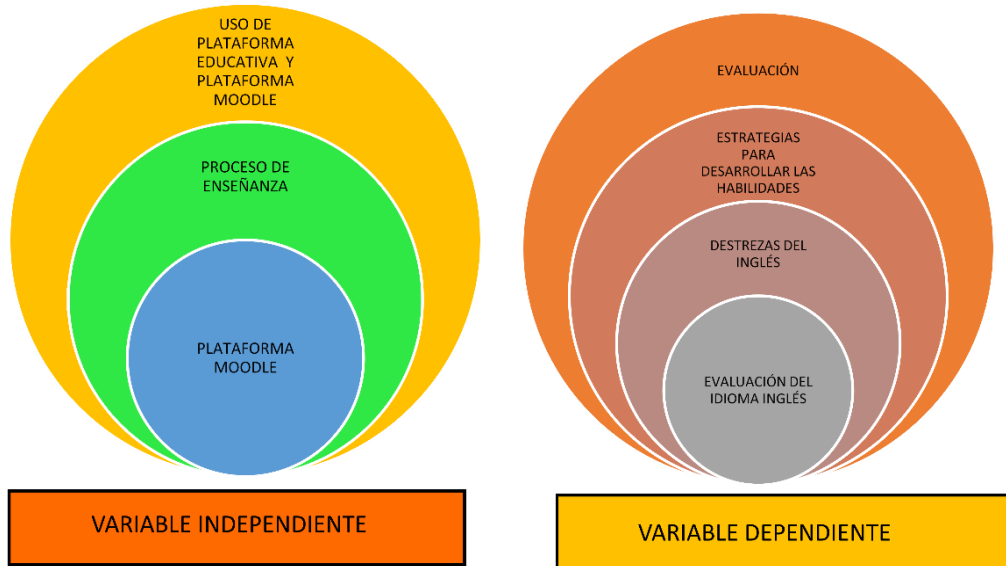 USO DE
PLATAFORMA
EDUCATIVA Y
PLATAFORMA
MOODLE
PROCESO DE
ENSEÑANZA
PLATAFORMA
MOODLE
VARIABLE INDEPENDIENTE
EVALUACIÓN
ESTRATEGIAS
PARA
DESARROLLAR LAS
HABILIDADES
DESTREZAS DEL
INGLÉS
EVALUACIÓN DEL
IDIOMA INGLÉS
VARIABLE DEPENDIENTE